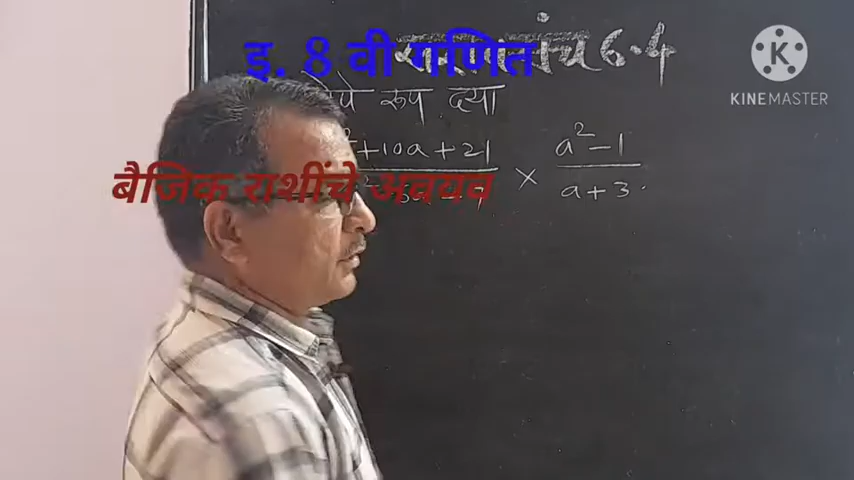 इ. 8 वी गणित
संच 6.4
K
KINEMASTER
रूप द्या
+10a + 21 × a² - 1
a + 3.
बैजिक राशींचे अवयव